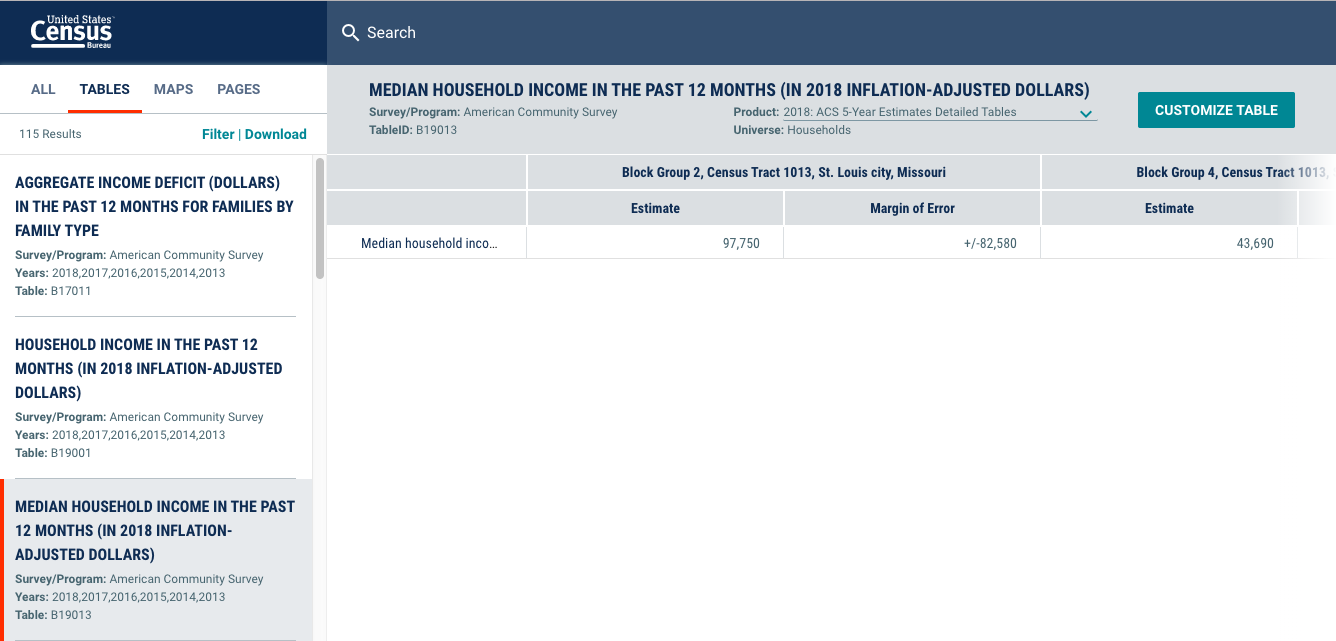 United States
Census
Bureau
Search
ALL TABLES MAPS PAGES
115 Results Filter | Download
AGGREGATE INCOME DEFICIT (DOLLARS)
IN THE PAST 12 MONTHS FOR FAMILIES BY
FAMILY TYPE
Survey/Program: American Community Survey
Years: 2018,2017,2016,2015,2014,2013
Table: B17011
HOUSEHOLD INCOME IN THE PAST 12
MONTHS (IN 2018 INFLATION-ADJUSTED
DOLLARS)
Survey/Program: American Community Survey
Years: 2018,2017,2016,2015,2014,2013
Table: B19001
MEDIAN HOUSEHOLD INCOME IN THE PAST
12 MONTHS (IN 2018 INFLATION-
ADJUSTED DOLLARS)
Survey/Program: American Community Survey
Years: 2018,2017,2016,2015,2014,2013
Table: B19013
MEDIAN HOUSEHOLD INCOME IN THE PAST 12 MONTHS (IN 2018 INFLATION-ADJUSTED DOLLARS)
Survey/Program: American Community Survey
TableID: B19013
Product: 2018: ACS 5-Year Estimates Detailed Tables
Universe: Households
CUSTOMIZE TABLE
Block Group 2, Census Tract 1013, St. Louis city, Missouri Block Group 4, Census Tract 1013,
Estimate Margin of Error Estimate
Median household inco... 97,750 +/-82,580 43,690